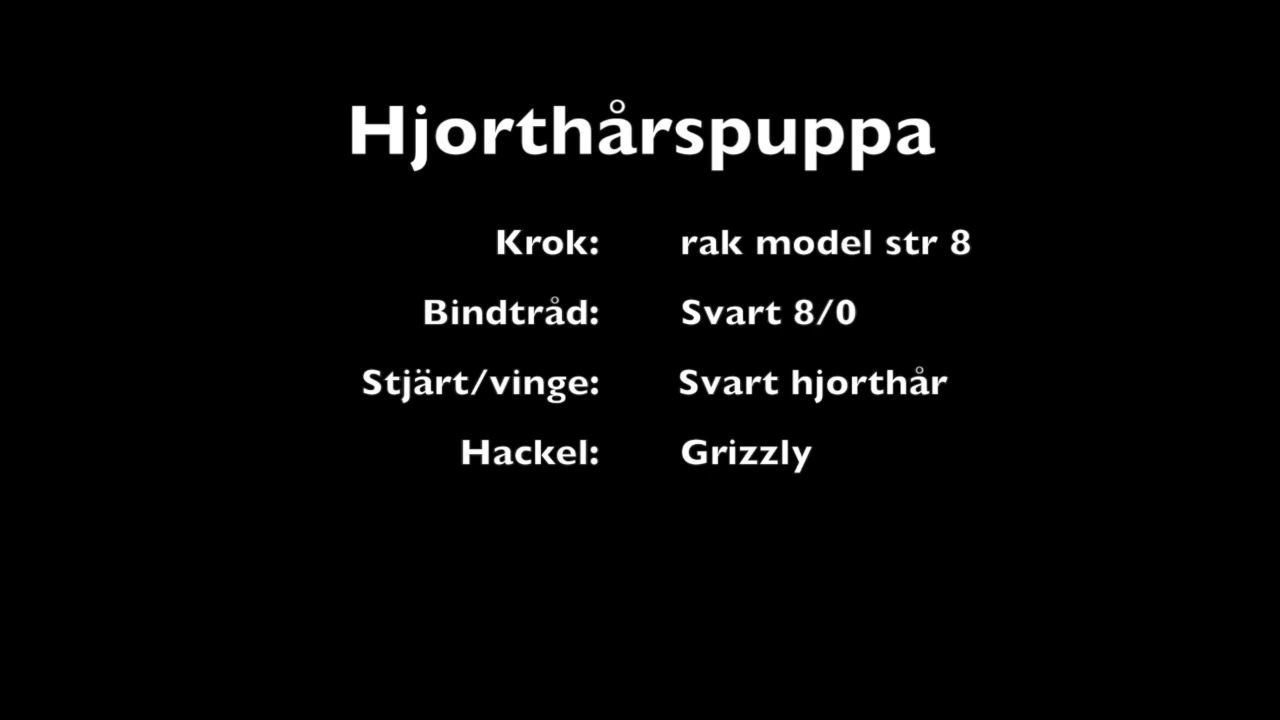 Hjorthårspuppa
Krok: rak model str 8
Bindtråd: Svart 8/0
Stjärt/vinge: Svart hjorthår
Hackel: Grizzly